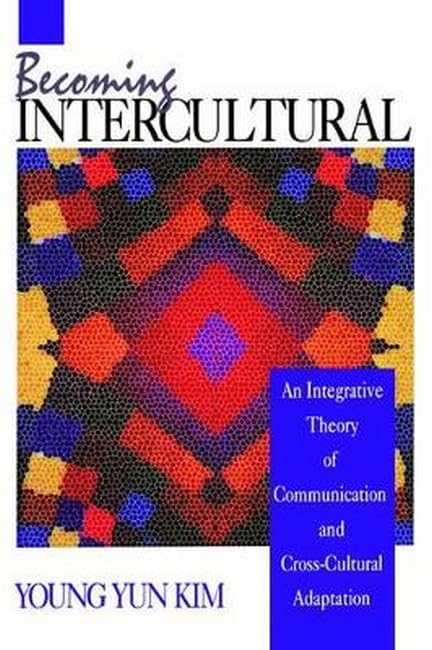 Becoming
INTERCULTURAL
An Integrative
Theory
of
Communication
and
Cross-Cultural
Adaptation
YOUNG YUN KIM